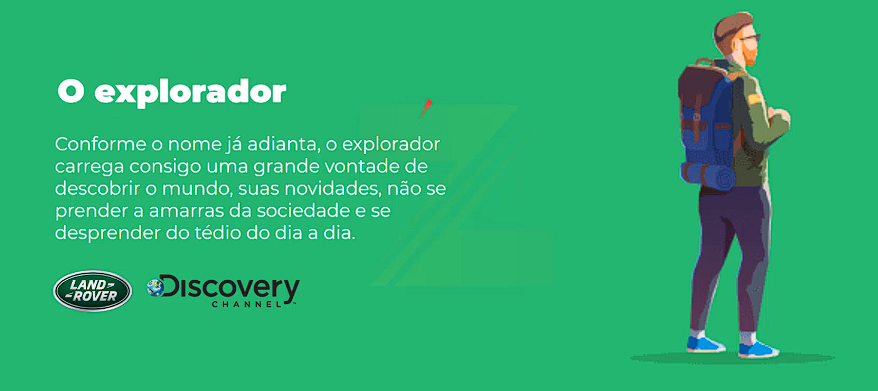 O explorador
Conforme o nome já adianta, o explorador
carrega consigo uma grande vontade de
descobrir o mundo, suas novidades, não se
prender a amarras da sociedade e se
desprender do tédio do dia a dia.
LAND
ROVER
Discovery
CHANNEL